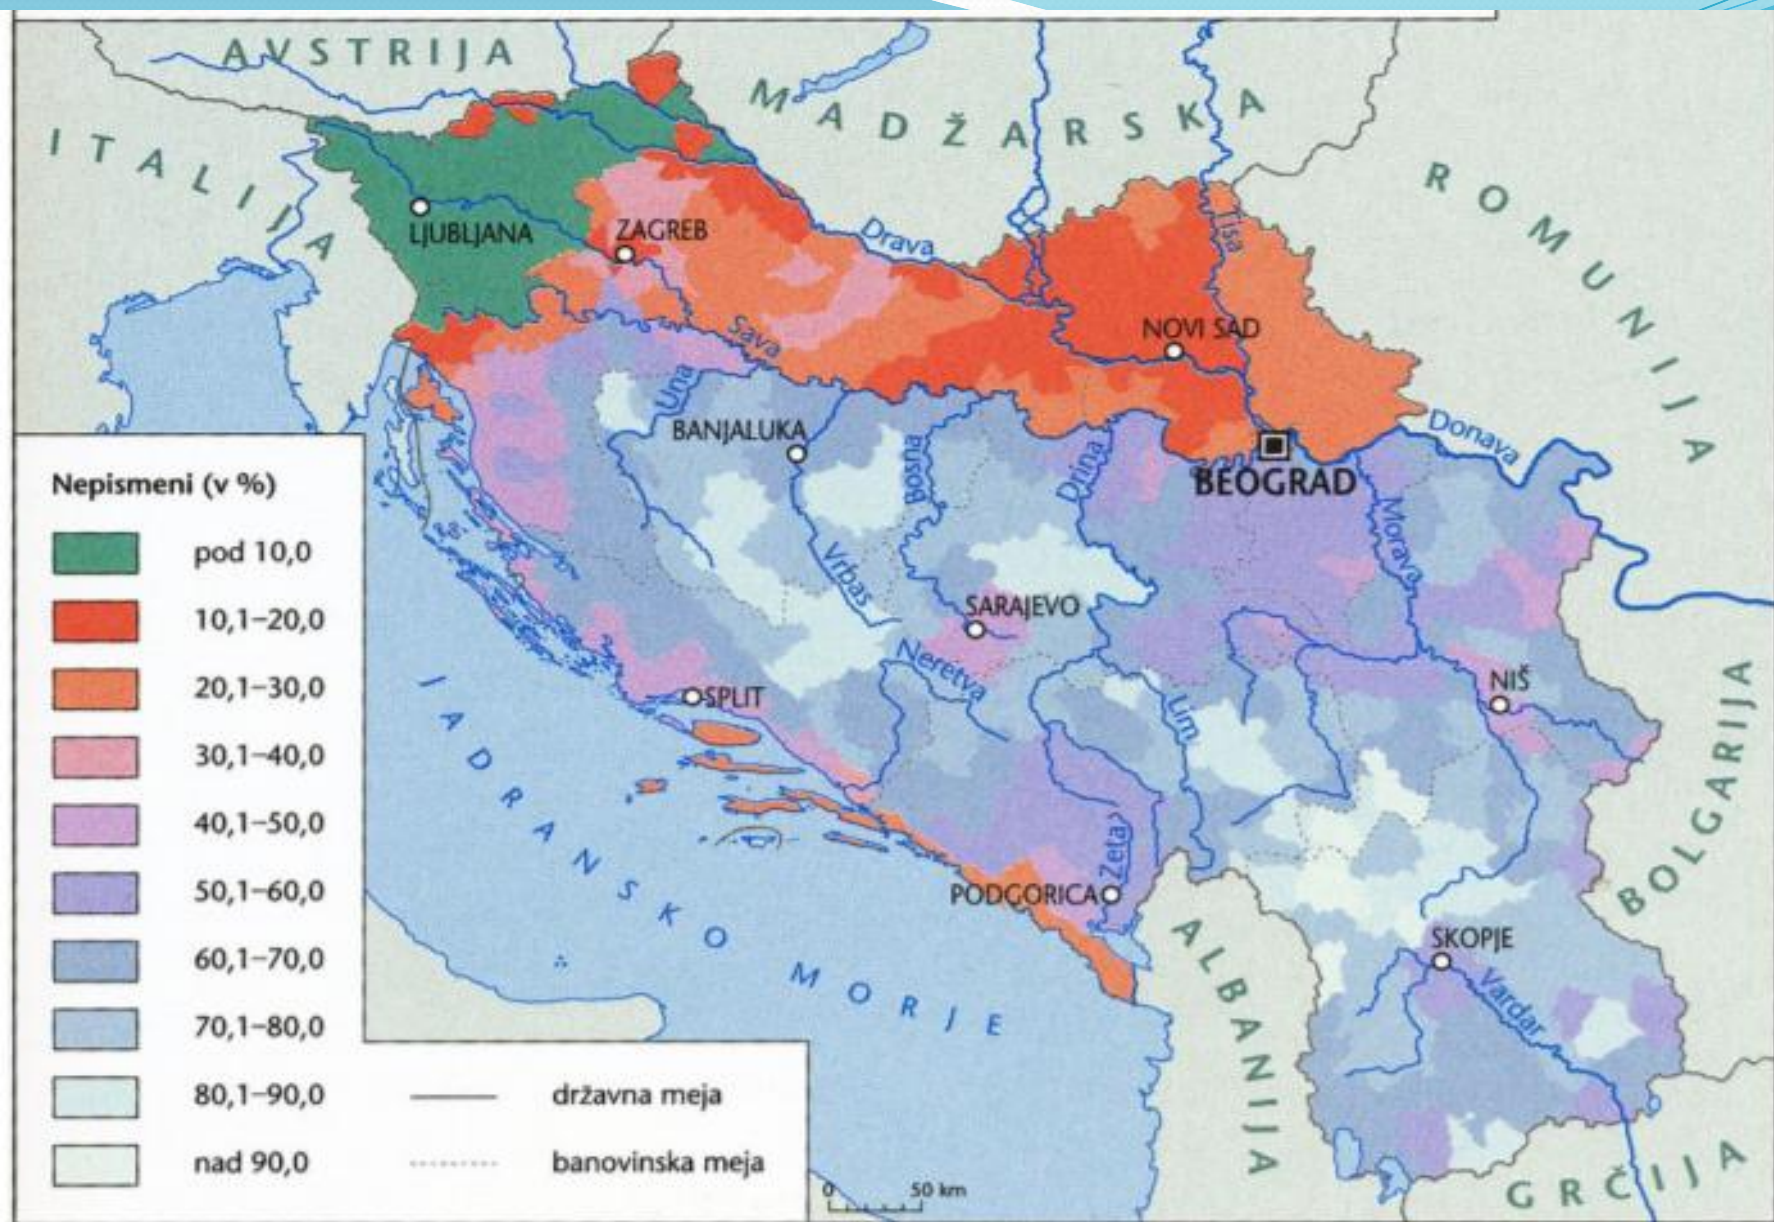 AVSTRIJA
MADŽARSKA
ITALIJA
ROMUNIJA
LJUBLJANA
ZAGREB
Drava
Tisa
NOVI SAD
Sava
Una
BANJALUKA
Bosna
Drina
BEOGRAD
Donava
Morava
Vrbas
SARAJEVO
Neretva
SPLIT
Lim
NIŠ
JADRANSKO MORJE
PODGORICA
Zeta
SKOPJE
Vardar
ALBANIJA
BOLGARIJA
GRČIJA
Nepismeni (v %)
pod 10,0
10,1–20,0
20,1–30,0
30,1–40,0
40,1–50,0
50,1–60,0
60,1–70,0
70,1–80,0
80,1–90,0
nad 90,0
državna meja
banovinska meja
0 50 km